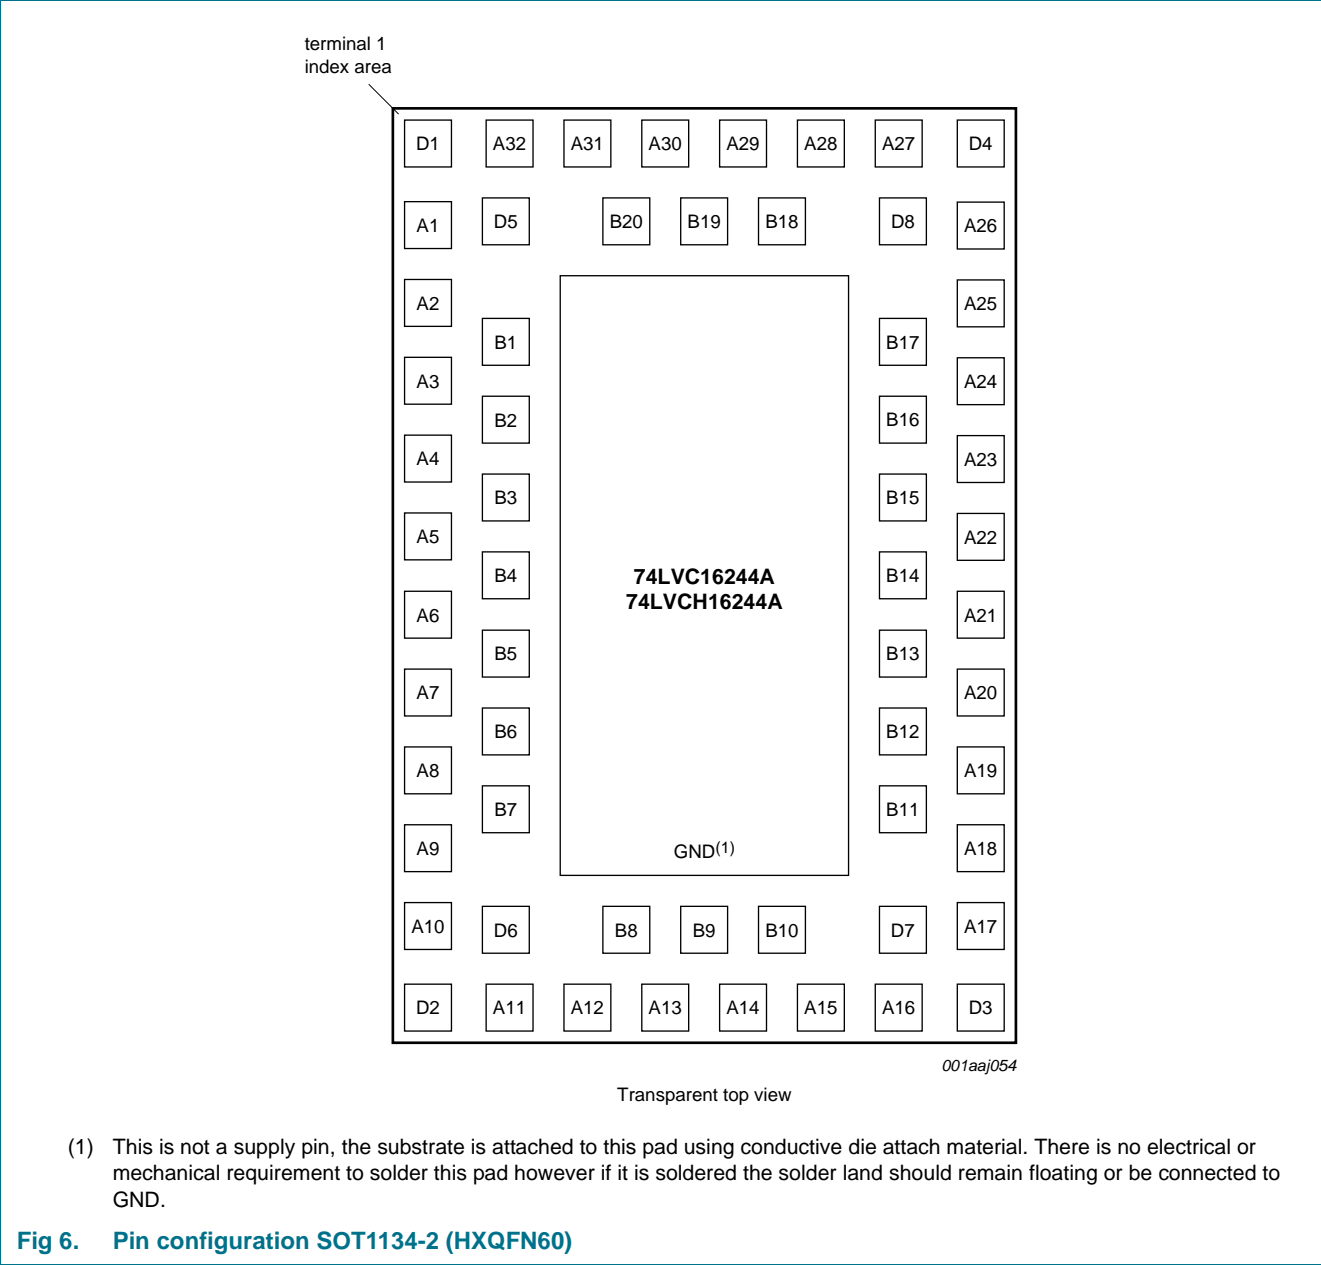 terminal 1
index area
D1 A32 A31 A30 A29 A28 A27 D4
A1 D5 B20 B19 B18 D8 A26
A2 A25
B1 B17
A3 A24
B2 B16
A4 A23
B3 B15
A5 A22
B4 74LVC16244A B14
74LVCH16244A
A6 A21
B5 B13
A7 A20
B6 B12
A8 A19
B7 B11
A9 GND(1) A18
A10 D6 B8 B9 B10 D7 A17
D2 A11 A12 A13 A14 A15 A16 D3
001aaj054
Transparent top view
(1) This is not a supply pin, the substrate is attached to this pad using conductive die attach material. There is no electrical or
mechanical requirement to solder this pad however if it is soldered the solder land should remain floating or be connected to
GND.
Fig 6. Pin configuration SOT1134-2 (HXQFN60)